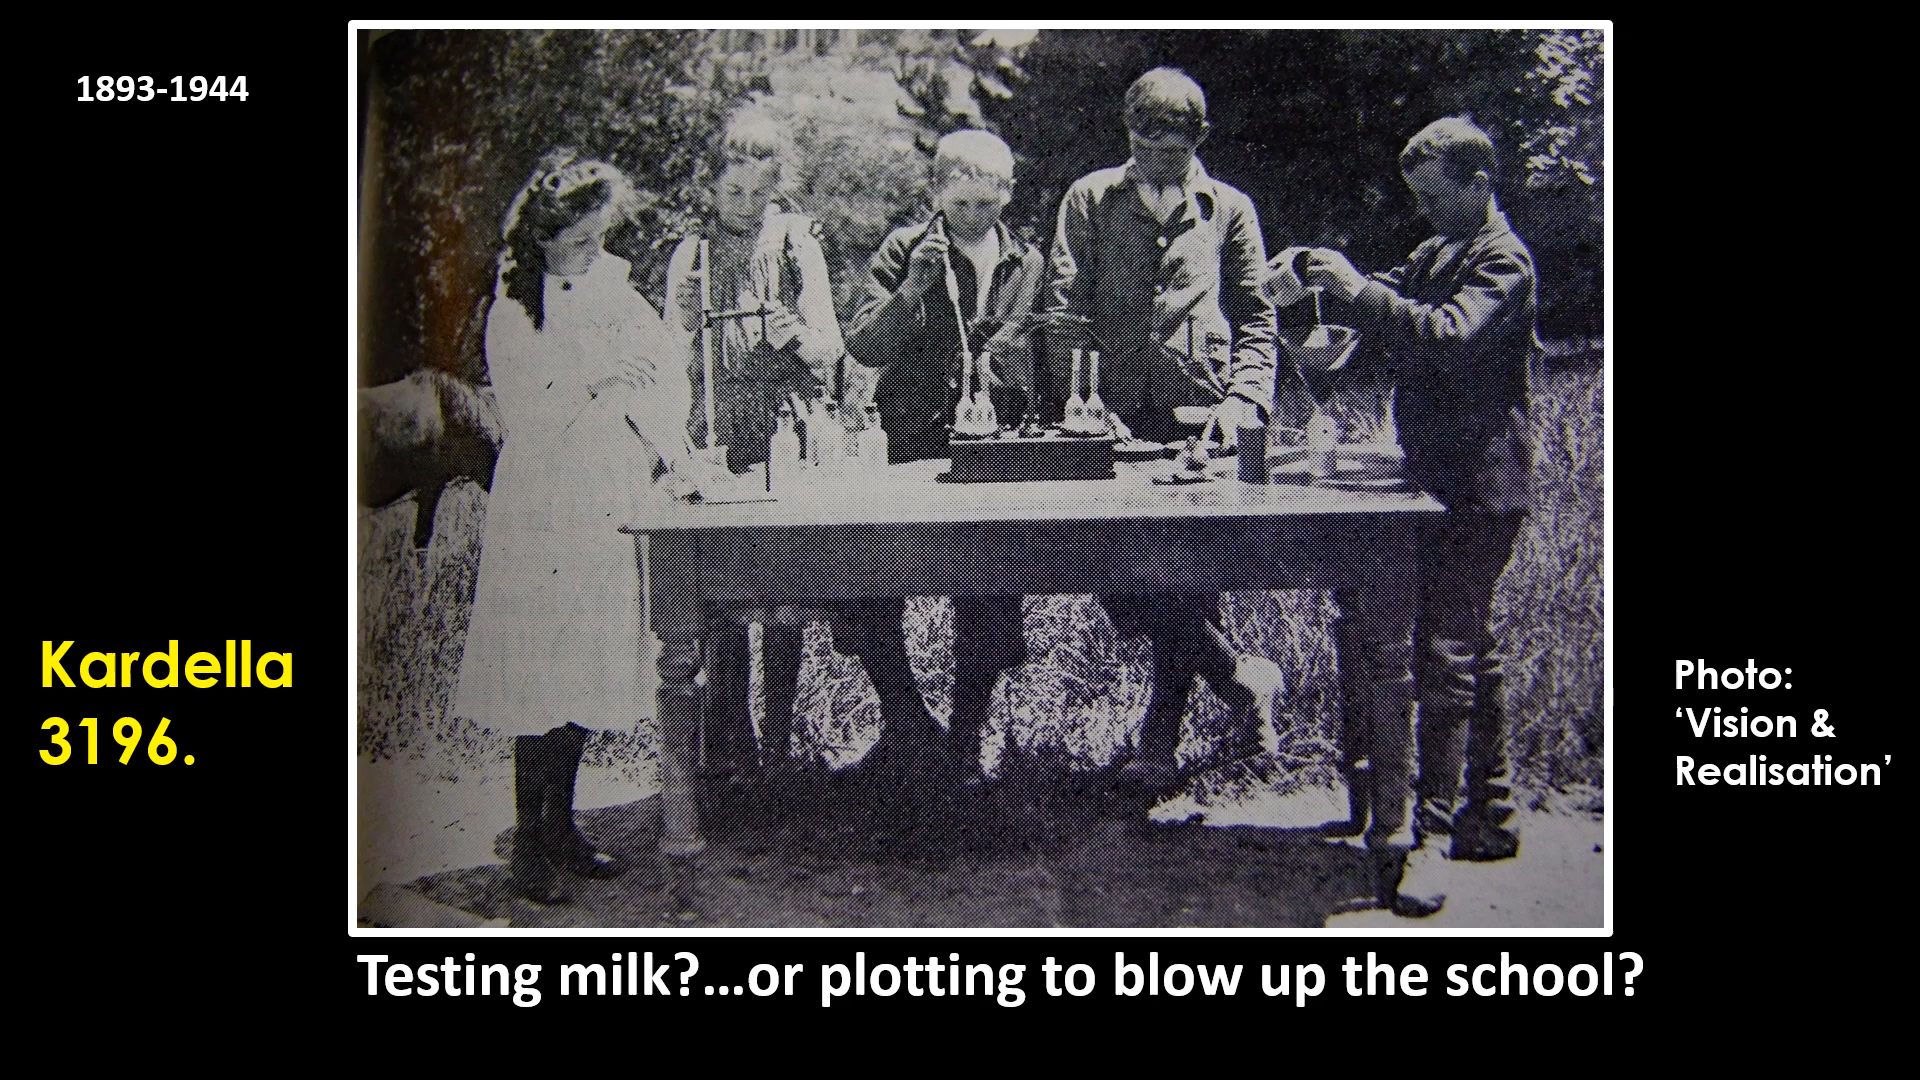 1893-1944
Kardella
3196.
Photo:
‘Vision &
Realisation’
Testing milk?...or plotting to blow up the school?